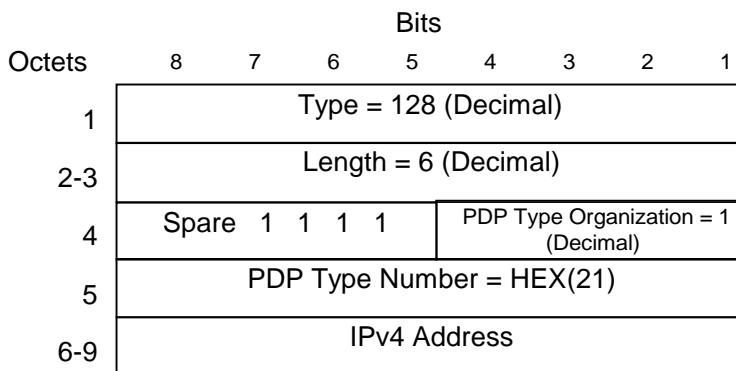 Bits
Octets 8 7 6 5 4 3 2 1
1 Type = 128 (Decimal)
2-3 Length = 6 (Decimal)
4 Spare 1 1 1 1 PDP Type Organization = 1
(Decimal)
5 PDP Type Number = HEX(21)
6-9 IPv4 Address